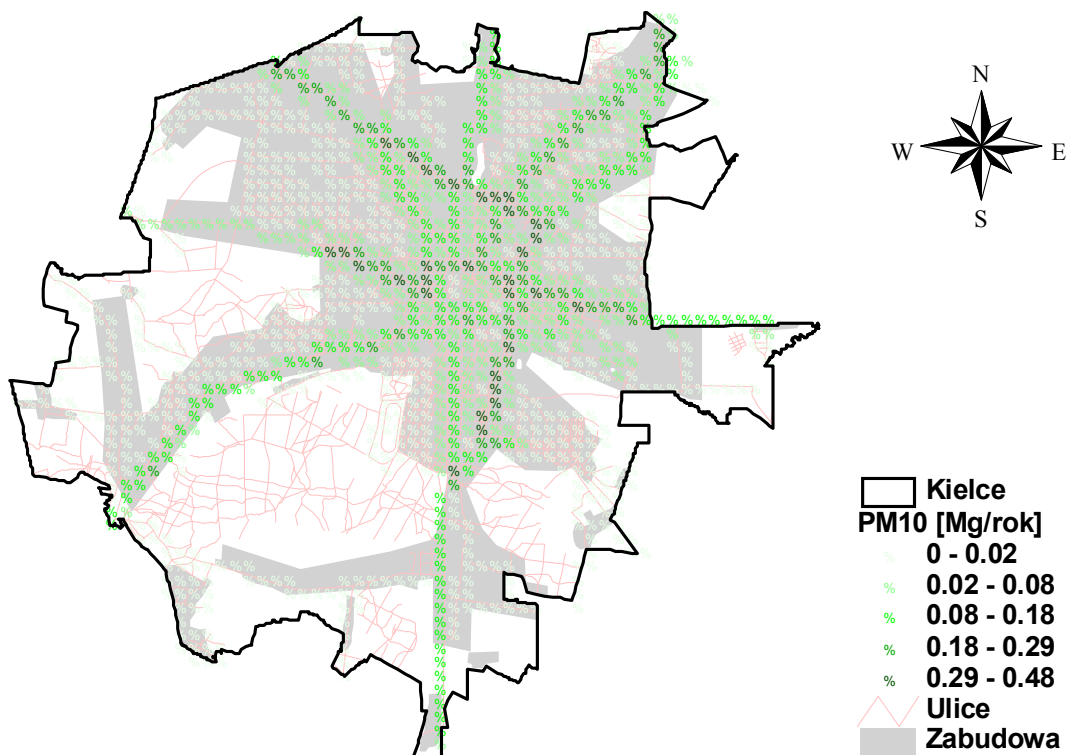 N
W E
S
Kielce
PM10 [Mg/rok]
% 0 - 0.02
% 0.02 - 0.08
% 0.08 - 0.18
% 0.18 - 0.29
% 0.29 - 0.48
Ulice
Zabudowa